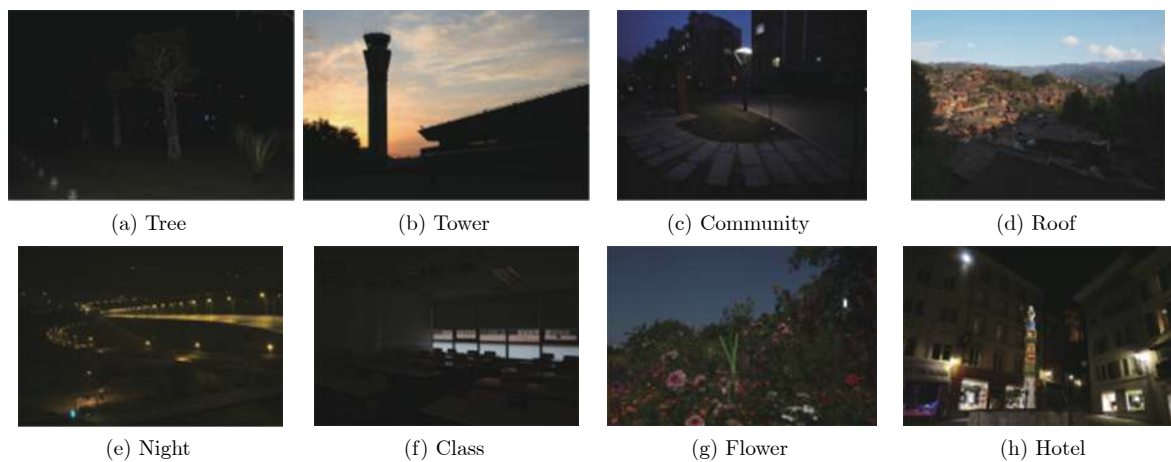 (a) Tree
(b) Tower
(c) Community
(d) Roof
(e) Night
(f) Class
(g) Flower
(h) Hotel